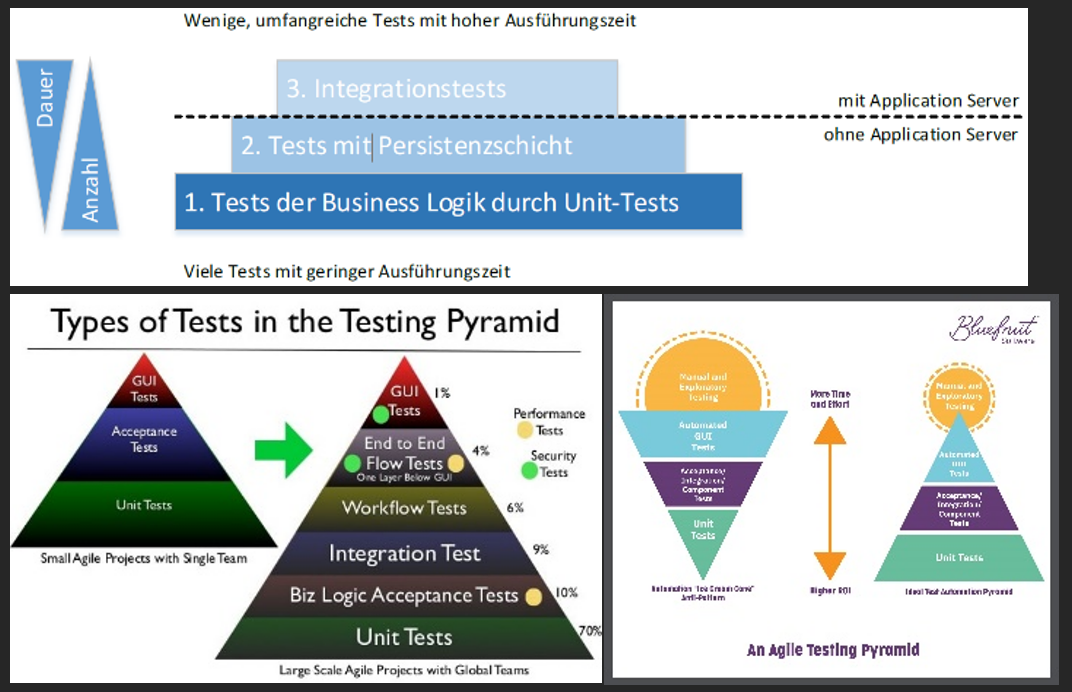 Wenige, umfangreiche Tests mit hoher Ausführungszeit
Dauer
Anzahl
3. Integrationstests
mit Application Server
ohne Application Server
2. Tests mit Persistenzschicht
1. Tests der Business Logik durch Unit-Tests
Viele Tests mit geringer Ausführungszeit
Types of Tests in the Testing Pyramid
GUI
Tests
Acceptance
Tests
Unit Tests
Small Agile Projects with Single Team
GUI 1%
Tests
End to End
Flow Tests 4%
One Layer Below GUI
Workflow Tests 6%
Integration Test 9%
Biz Logic Acceptance Tests 10%
Unit Tests 70%
Large Scale Agile Projects with Global Teams
Performance
Tests
Security
Tests
Bluefruit
Software
Manual and
Exploratory
Testing
Automated
GUI
Tests
Acceptance/
Integration/
Component
Tests
Unit
Tests
Automation "Ice Cream Cone"
Anti-Pattern
More Time
and Effort
Higher ROI
Manual and
Exploratory
Testing
Automated
GUI
Tests
Acceptance/
Integration/
Component
Tests
Unit Tests
Ideal Test Automation Pyramid
An Agile Testing Pyramid